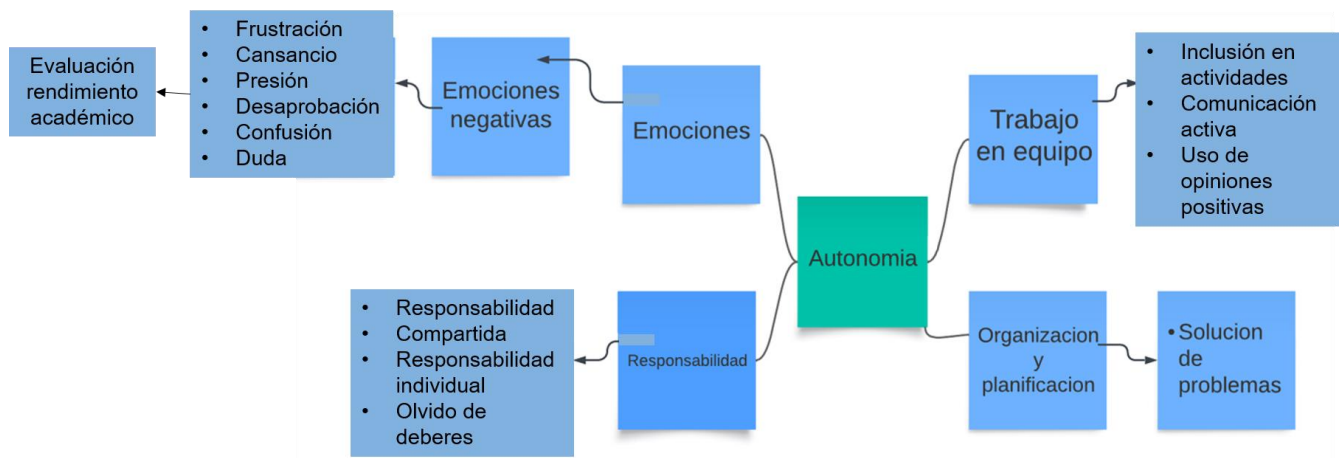 Evaluación
rendimiento
académico
• Frustración
• Cansancio
• Presión
• Desaprobación
• Confusión
• Duda
Emociones
negativas
Emociones
Trabajo
en equipo
• Inclusión en
actividades
• Comunicación
activa
• Uso de
opiniones
positivas
Autonomia
• Responsabilidad
• Compartida
• Responsabilidad
individual
• Olvido de
deberes
Responsabilidad
Organizacion
y
planificacion
• Solucion
de
problemas